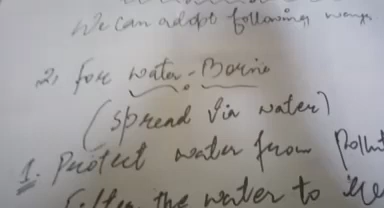 We can adopt following ways
2, for water-Borne
(spread via water)
1. Protect water from Pollut
Filter the water to